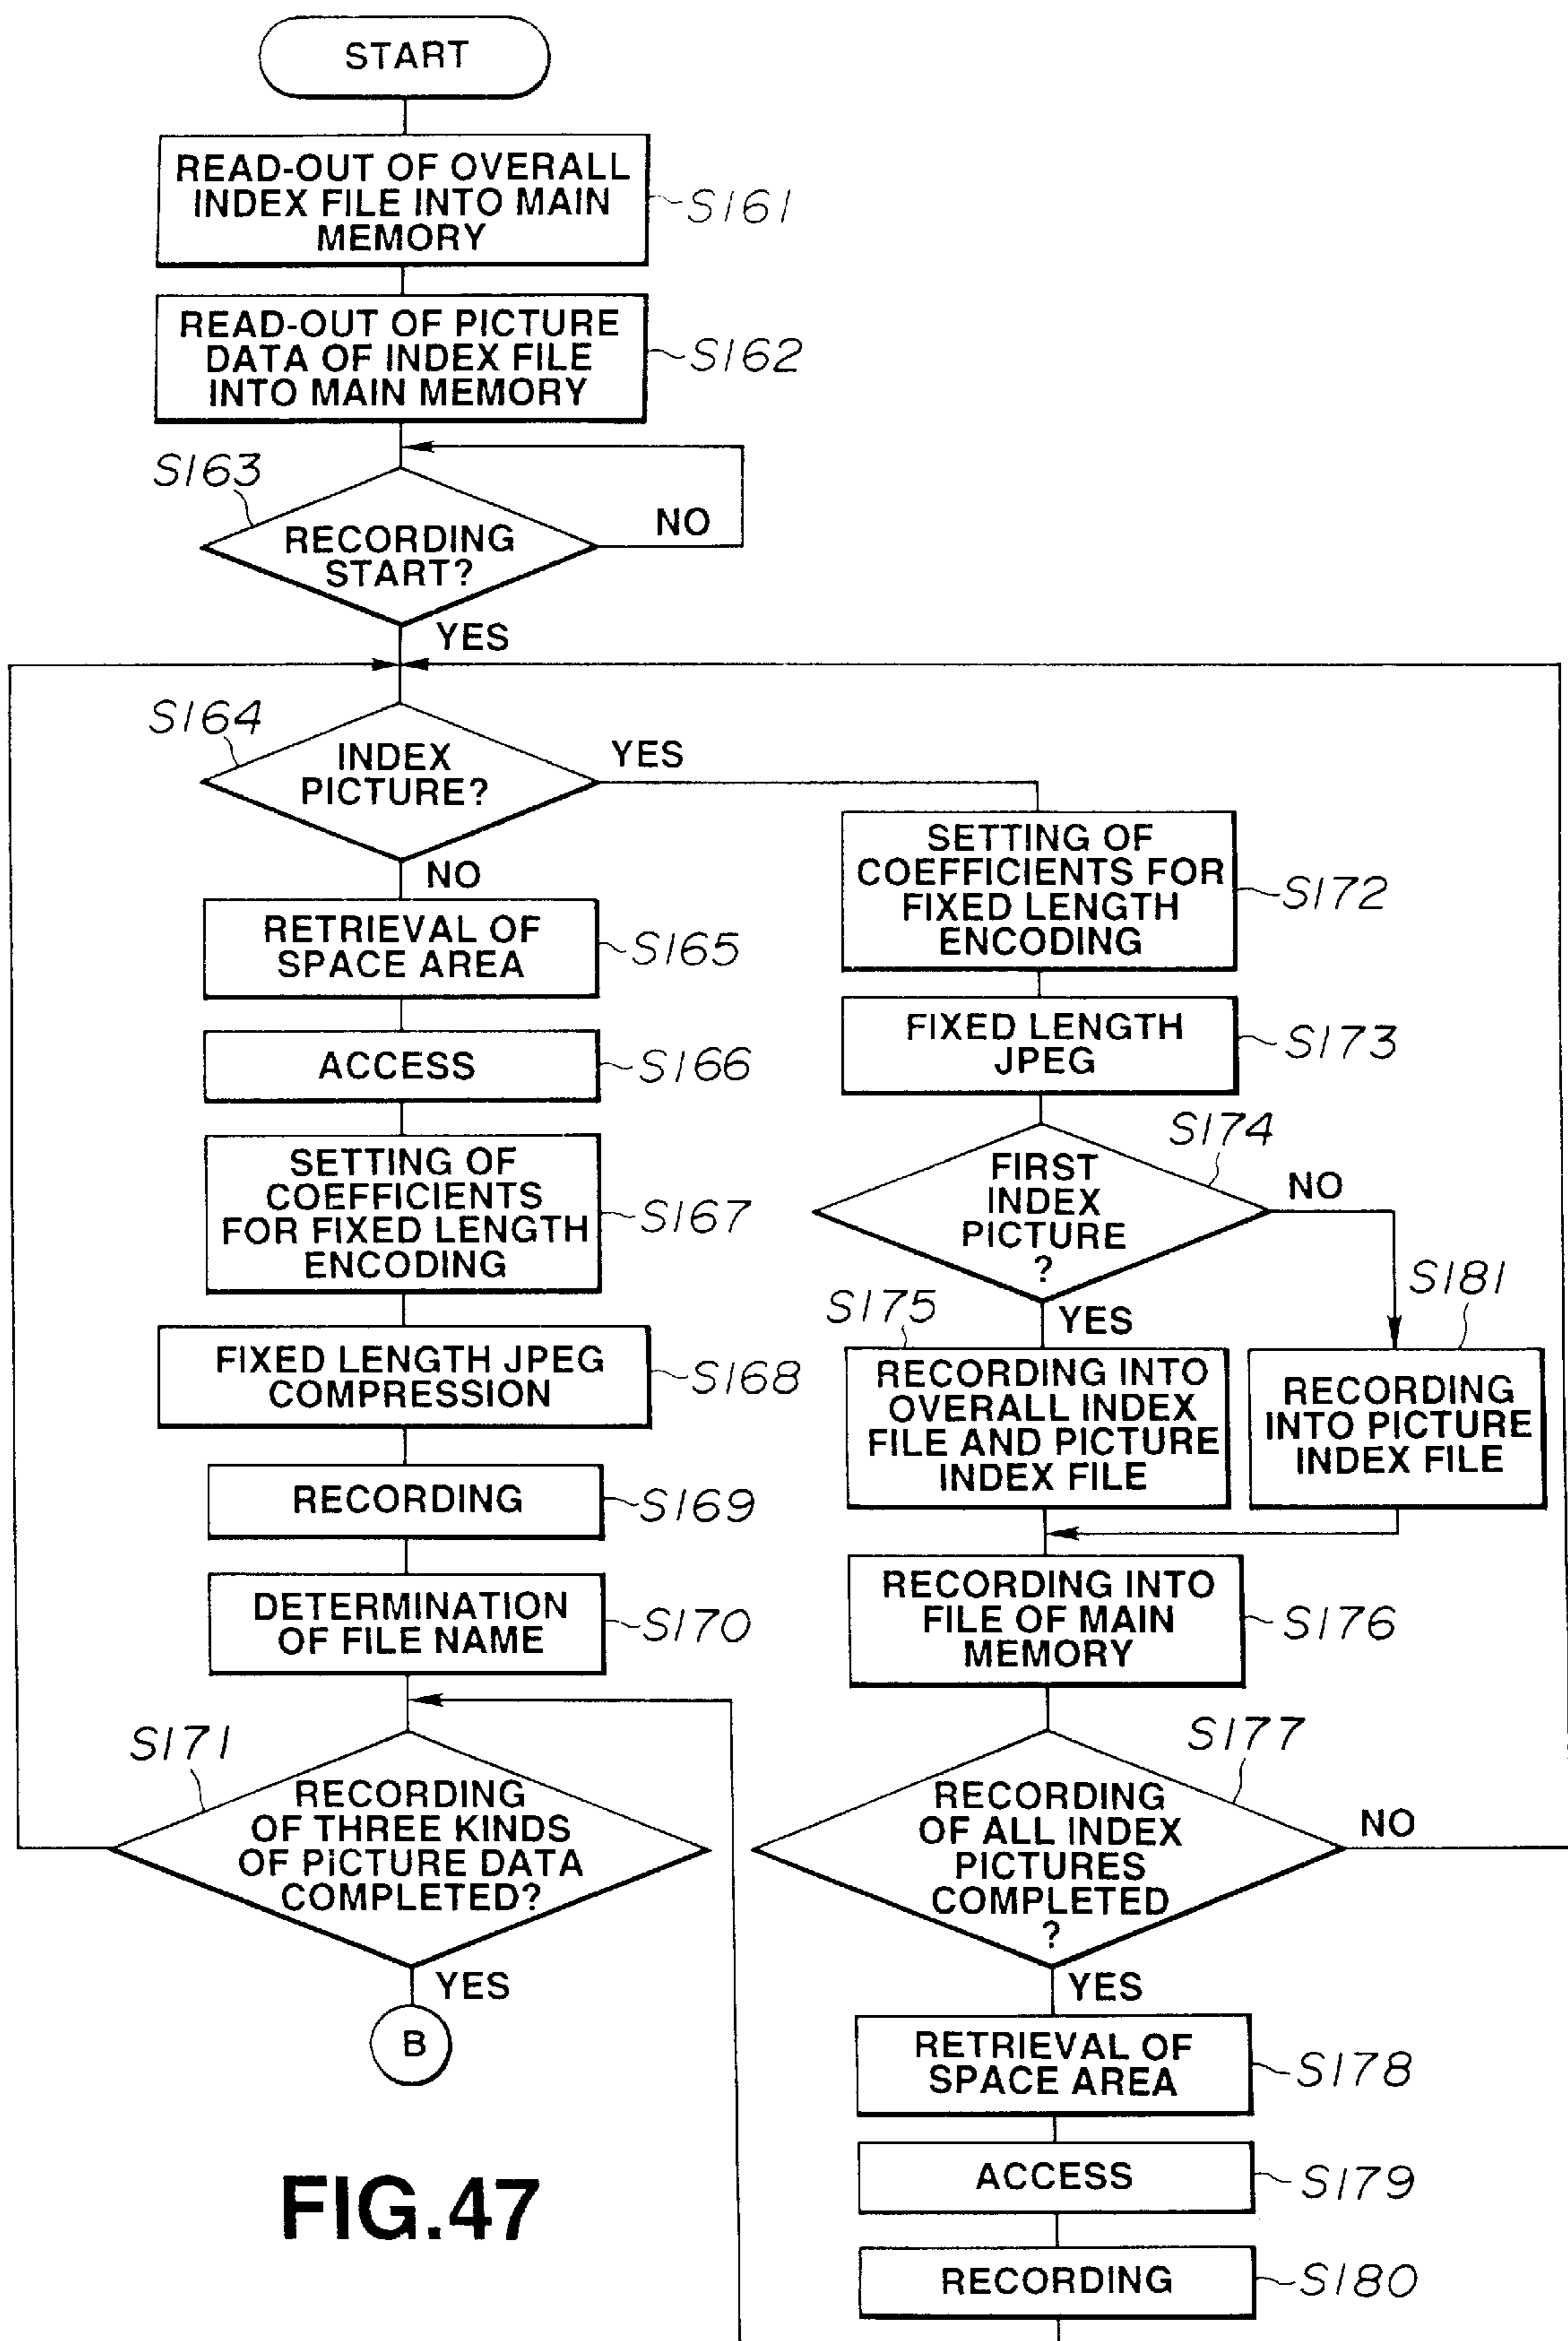 START
READ-OUT OF OVERALL
INDEX FILE INTO MAIN
MEMORY
S161
READ-OUT OF PICTURE
DATA OF INDEX FILE
INTO MAIN MEMORY
S162
S163
RECORDING
START?
NO
YES
S164
INDEX
PICTURE?
YES
NO
RETRIEVAL OF
SPACE AREA
S165
ACCESS
S166
SETTING OF
COEFFICIENTS
FOR FIXED LENGTH
ENCODING
S167
FIXED LENGTH JPEG
COMPRESSION
S168
RECORDING
S169
DETERMINATION
OF FILE NAME
S170
S171
RECORDING
OF THREE KINDS
OF PICTURE DATA
COMPLETED?
YES
B
SETTING OF
COEFFICIENTS FOR
FIXED LENGTH
ENCODING
S172
FIXED LENGTH
JPEG
S173
S174
FIRST
INDEX
PICTURE
?
NO
YES
S175
RECORDING INTO
OVERALL INDEX
FILE AND PICTURE
INDEX FILE
S181
RECORDING
INTO PICTURE
INDEX FILE
RECORDING INTO
FILE OF MAIN
MEMORY
S176
S177
RECORDING
OF ALL INDEX
PICTURES
COMPLETED
?
NO
YES
RETRIEVAL OF
SPACE AREA
S178
ACCESS
S179
RECORDING
S180
FIG.47